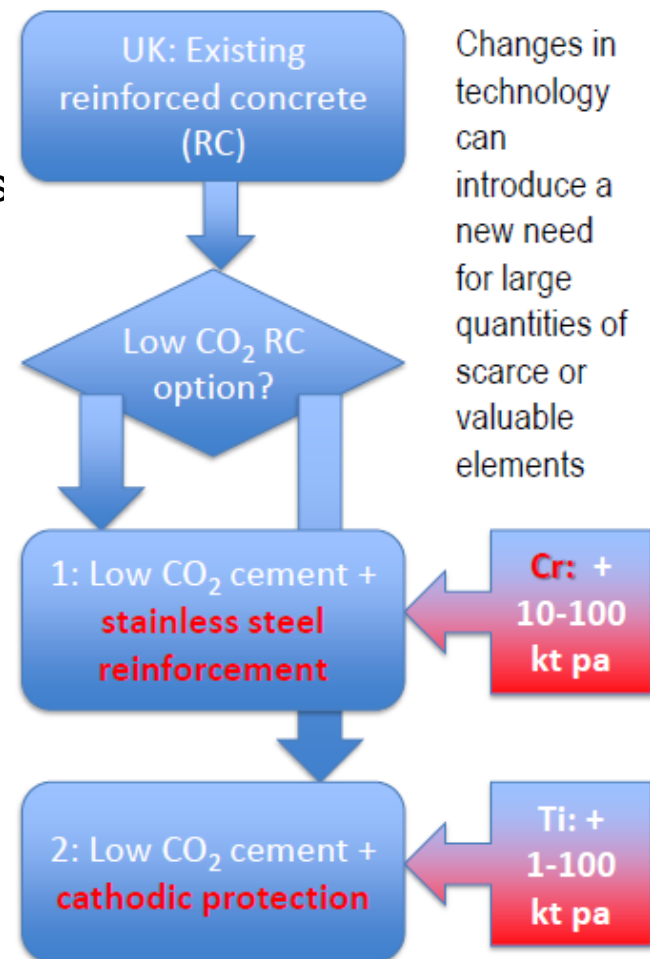 UK: Existing
reinforced concrete
(RC)
Changes in
technology
can
introduce a
new need
for large
quantities of
scarce or
valuable
elements
s
Low CO₂ RC
option?
1: Low CO₂ cement +
stainless steel
reinforcement
Cr: +
10-100
kt pa
2: Low CO₂ cement +
cathodic protection
Ti: +
1-100
kt pa